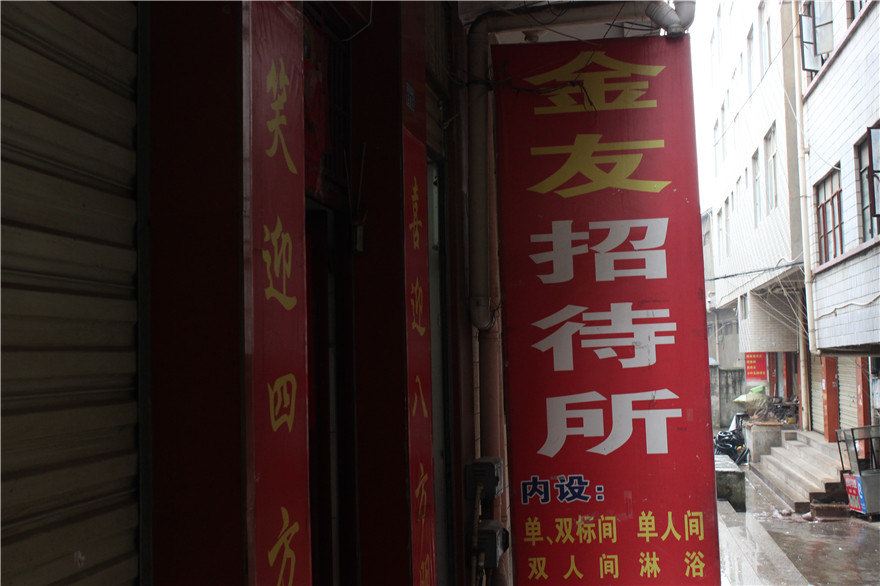 笑迎四方
喜迎八方
金友招待所
内设：
单、双标间 单人间
双人间淋浴